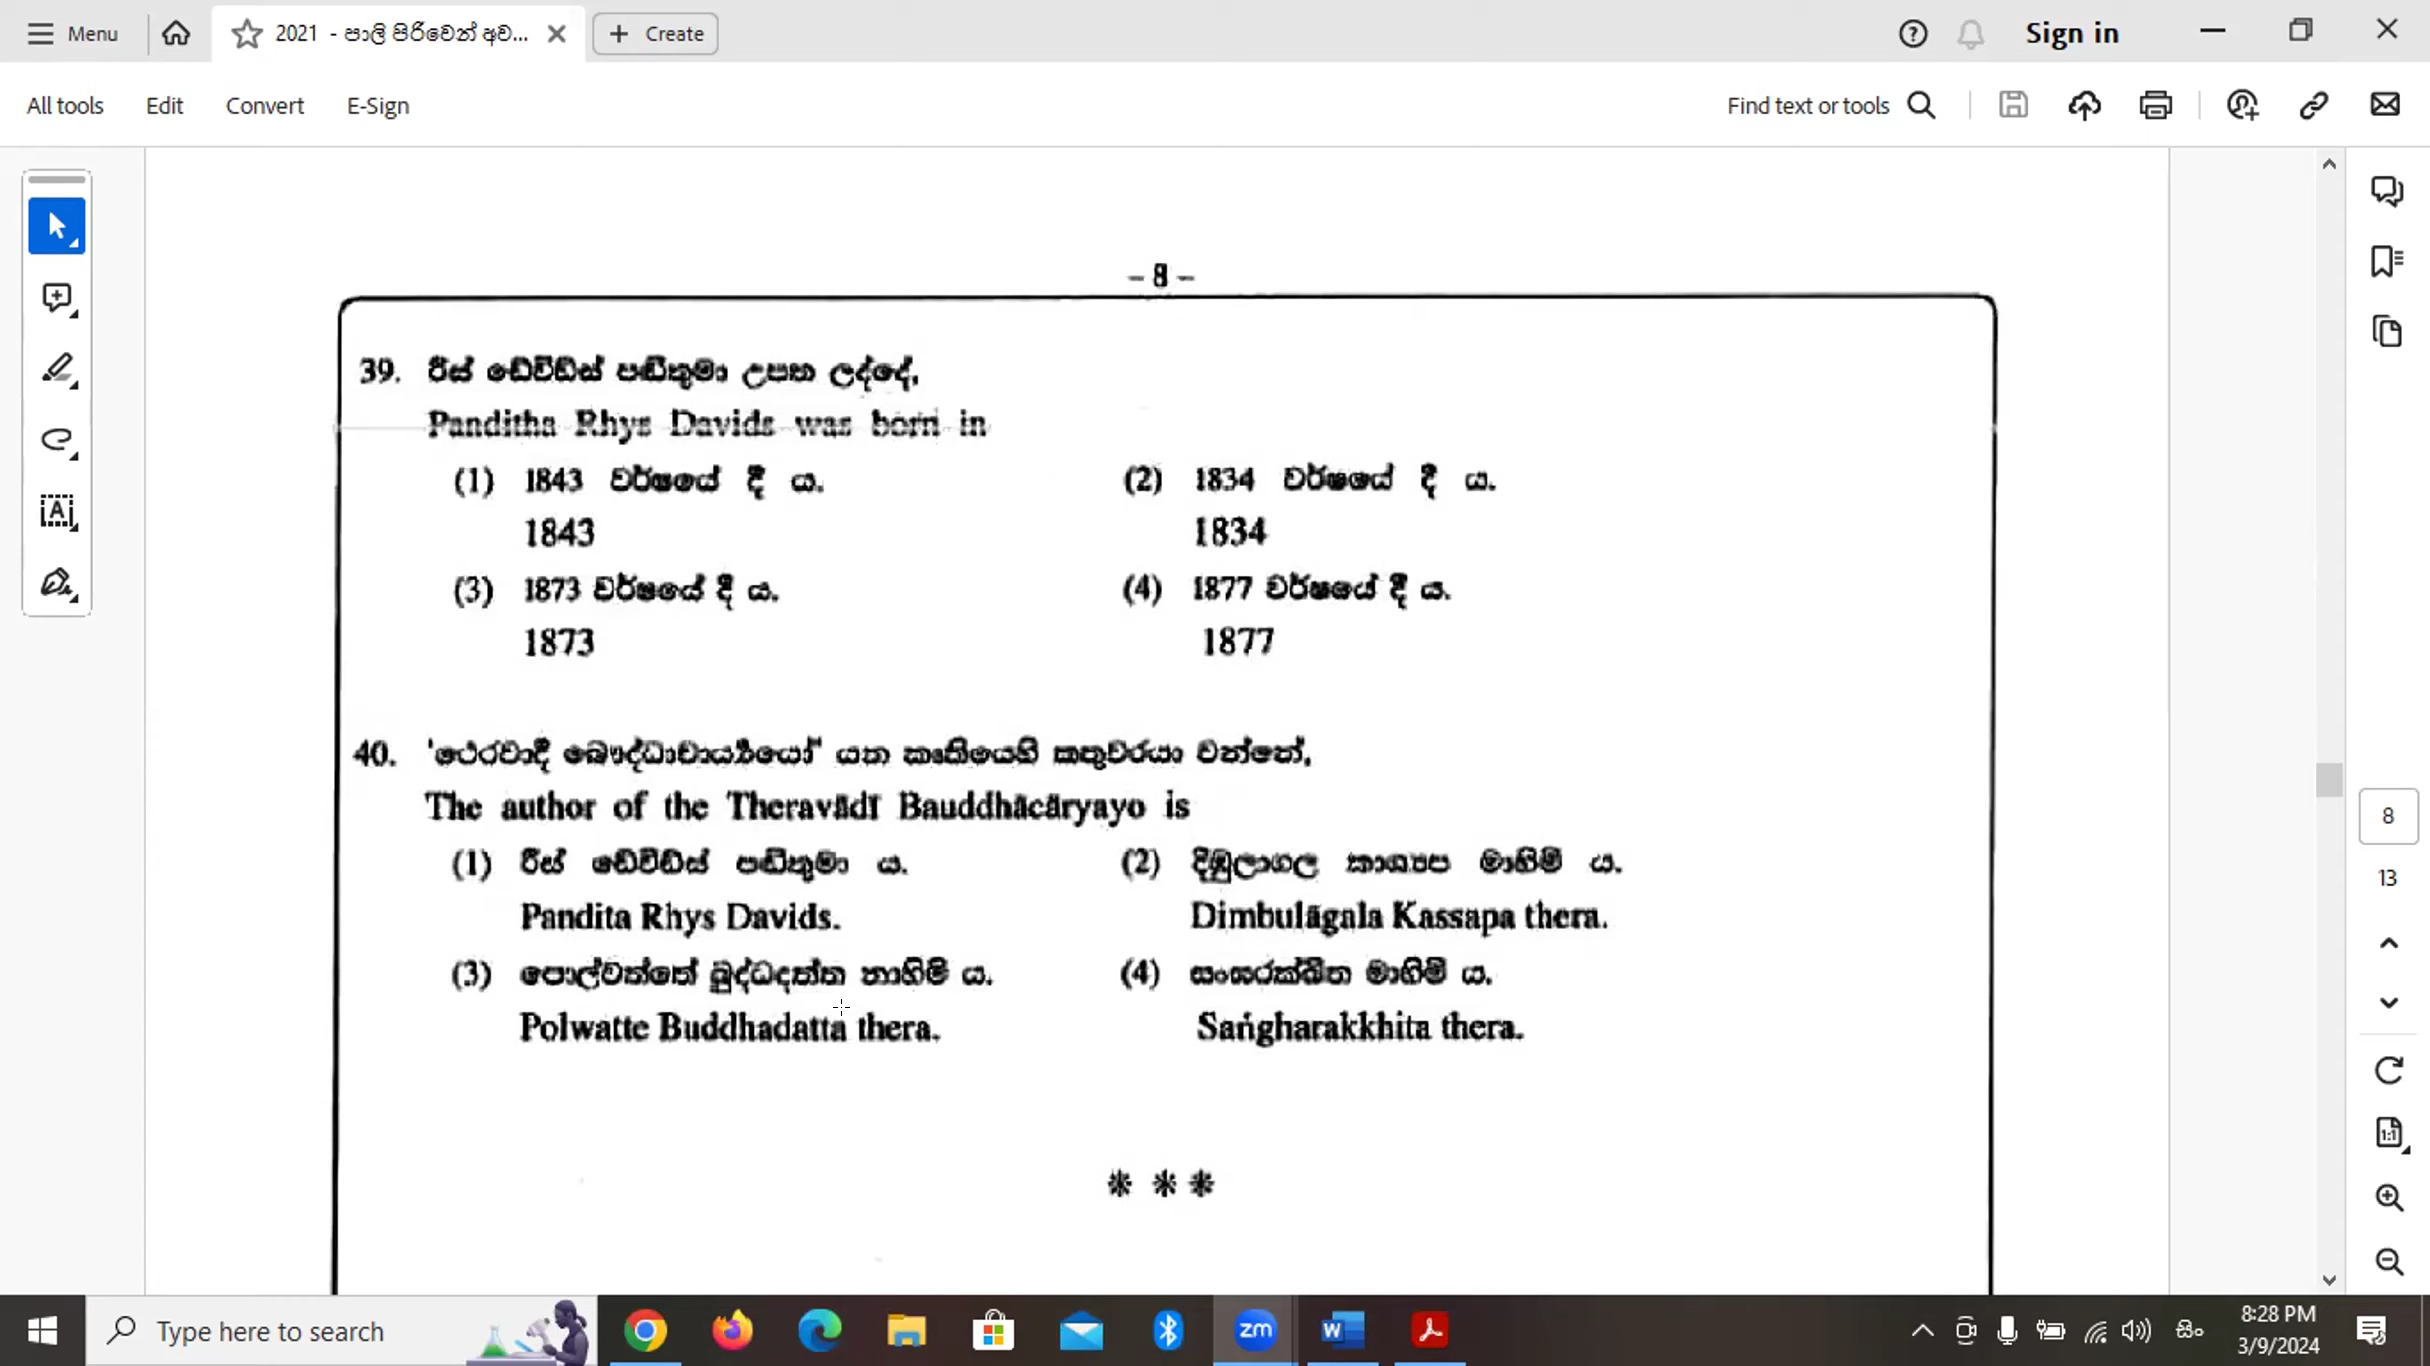 Menu
2021 - පාලි පිරිවෙන් අව...
Create
Sign in
All tools Edit Convert E-Sign
Find text or tools
– 8 –
39. රීස් ඩේවිඩ්ස් පඬිතුමා උපත ලද්දේ,
Panditha Rhys Davids was born in
(1) 1843 වර්ෂයේ දී ය. (2) 1834 වර්ෂයේ දී ය.
1843 1834
(3) 1873 වර්ෂයේ දී ය. (4) 1877 වර්ෂයේ දී ය.
1873 1877
40. 'ථෙරවාදී බෞද්ධාචාර්‍ය්‍යයෝ' යන කෘතියෙහි කතුවරයා වන්නේ,
The author of the Theravādī Bauddhācāryayo is
(1) රීස් ඩේවිඩ්ස් පඬිතුමා ය. (2) දිඹුලාගල කාශ්‍යප මාහිමි ය.
Pandita Rhys Davids. Dimbulāgala Kassapa thera.
(3) පොල්වත්තේ බුද්ධදත්ත නාහිමි ය. (4) සංඝරක්ඛිත මාහිමි ය.
Polwatte Buddhadatta thera. Saṅgharakkhita thera.
* * *
8
13
Type here to search
zm
W
සිං
8:28 PM
3/9/2024